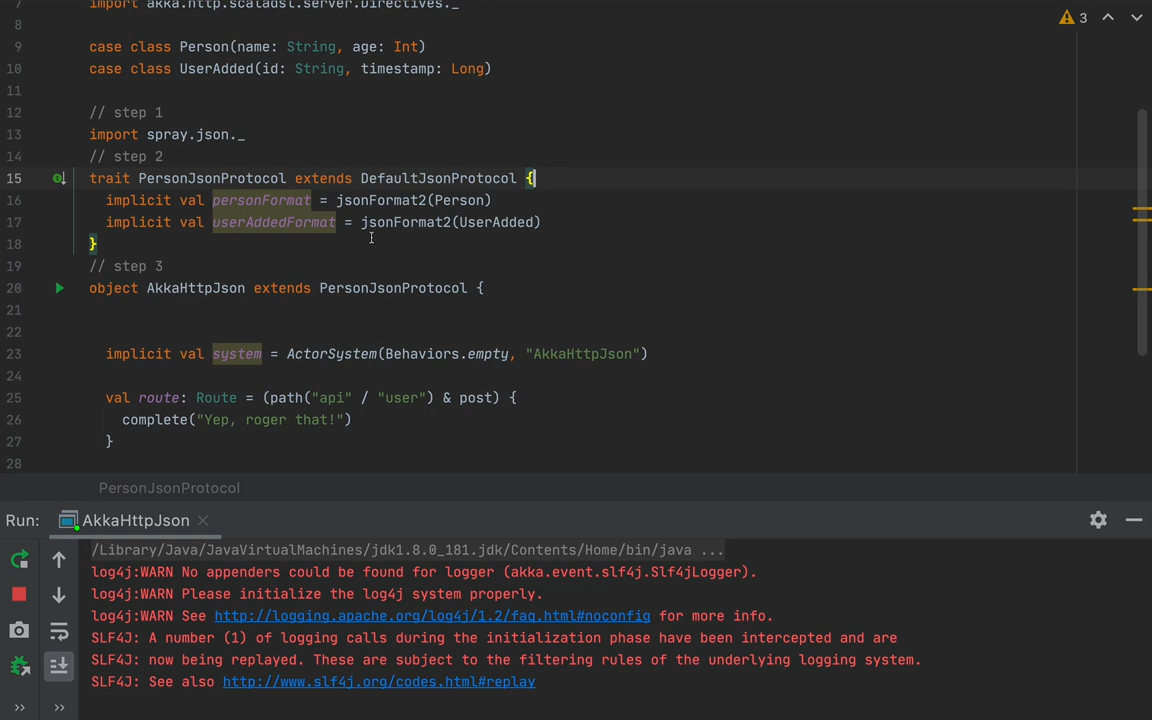 7 import akka.http.scaladsl.server.Directives._
3
8
9 case class Person(name: String, age: Int)
10 case class UserAdded(id: String, timestamp: Long)
11
12 // step 1
13 import spray.json._
14 // step 2
15 trait PersonJsonProtocol extends DefaultJsonProtocol {
16 implicit val personFormat = jsonFormat2(Person)
17 implicit val userAddedFormat = jsonFormat2(UserAdded)
18 }
19 // step 3
20 object AkkaHttpJson extends PersonJsonProtocol {
21
22
23 implicit val system = ActorSystem(Behaviors.empty, "AkkaHttpJson")
24
25 val route: Route = (path("api" / "user") & post) {
26 complete("Yep, roger that!")
27 }
28
PersonJsonProtocol
Run: AkkaHttpJson
/Library/Java/JavaVirtualMachines/jdk1.8.0_181.jdk/Contents/Home/bin/java ...
log4j:WARN No appenders could be found for logger (akka.event.slf4j.Slf4jLogger).
log4j:WARN Please initialize the log4j system properly.
log4j:WARN See http://logging.apache.org/log4j/1.2/faq.html#noconfig for more info.
SLF4J: A number (1) of logging calls during the initialization phase have been intercepted and are
SLF4J: now being replayed. These are subject to the filtering rules of the underlying logging system.
SLF4J: See also http://www.slf4j.org/codes.html#replay